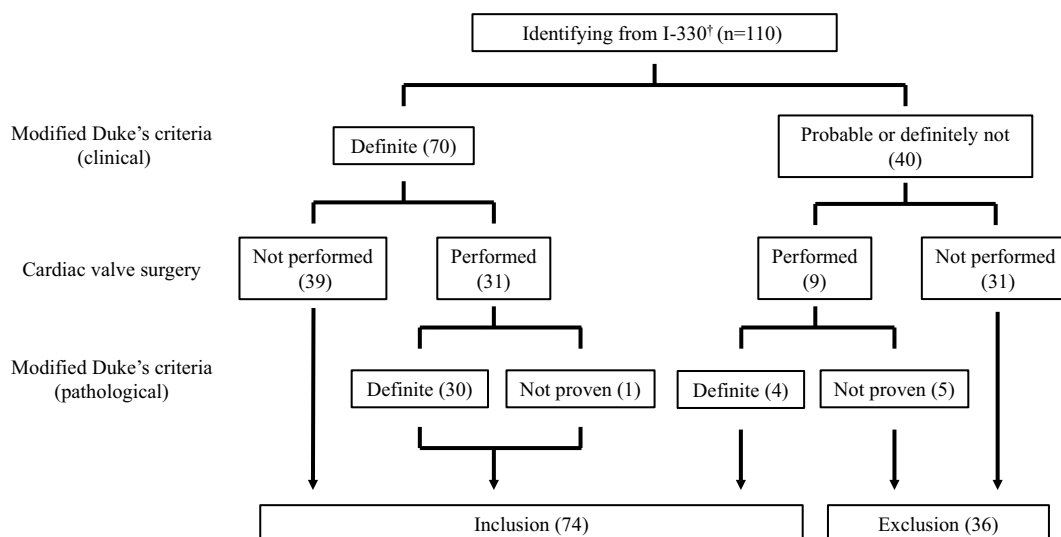 Identifying from I-330† (n=110)
Modified Duke’s criteria
(clinical)
Definite (70)
Probable or definitely not
(40)
Cardiac valve surgery
Not performed
(39)
Performed
(31)
Performed
(9)
Not performed
(31)
Modified Duke’s criteria
(pathological)
Definite (30)
Not proven (1)
Definite (4)
Not proven (5)
Inclusion (74)
Exclusion (36)